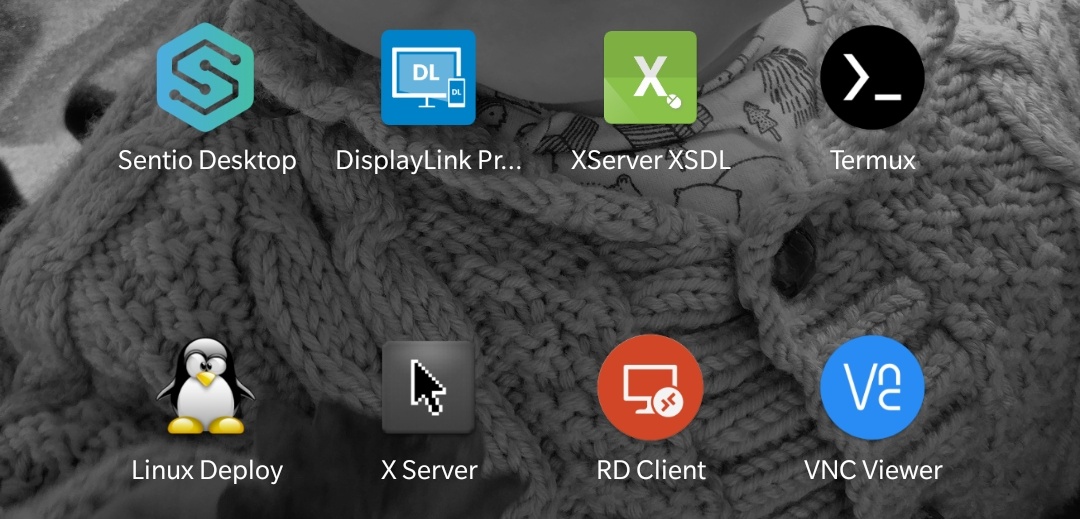 DL
DL
X
Sentio Desktop
DisplayLink Pr...
XServer XSDL
Termux
VNC
Linux Deploy
X Server
RD Client
VNC Viewer